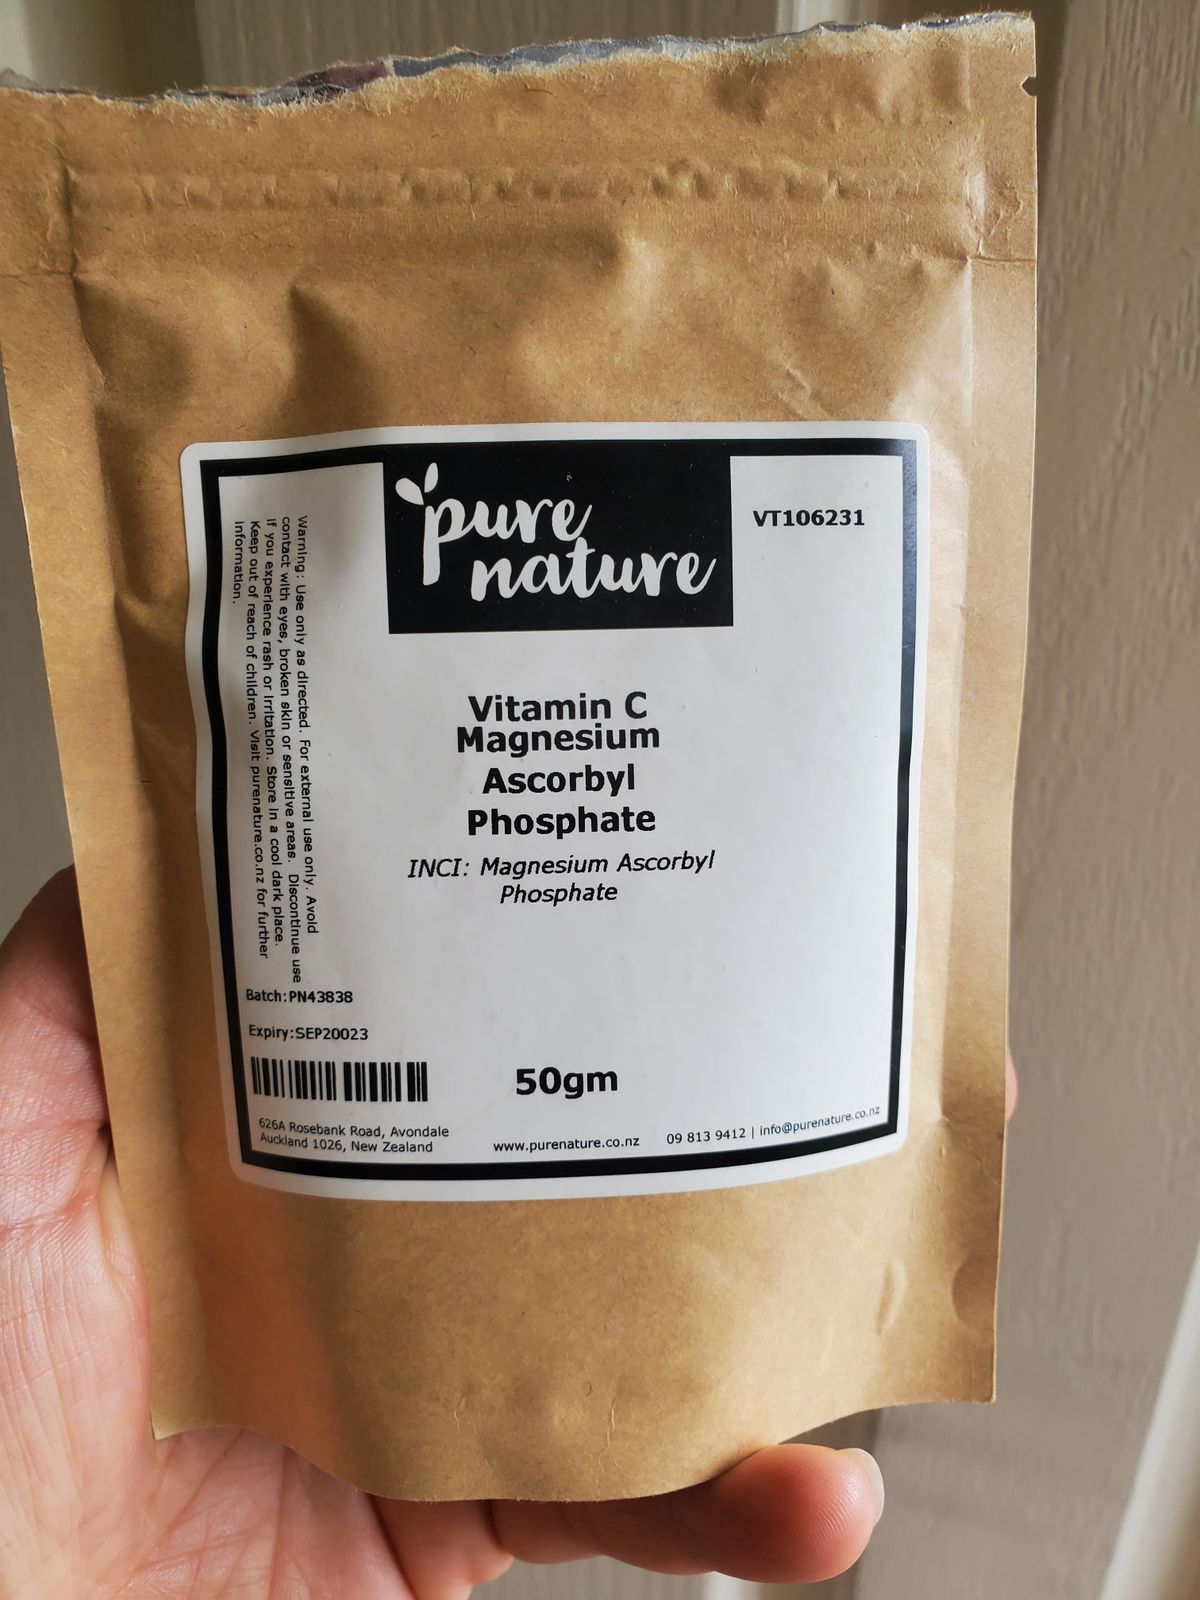 pure
nature
VT106231
Warning: Use only as directed. For external use only. Avoid
contact with eyes, broken skin or sensitive areas. Discontinue use
if you experience rash or irritation. Store in a cool dark place.
Keep out of reach of children. Visit purenature.co.nz for further
information.
Vitamin C
Magnesium
Ascorbyl
Phosphate
INCI: Magnesium Ascorbyl
Phosphate
Batch:PN43838
Expiry:SEP20023
50gm
626A Rosebank Road, Avondale
Auckland 1026, New Zealand
www.purenature.co.nz
09 813 9412 | info@purenature.co.nz